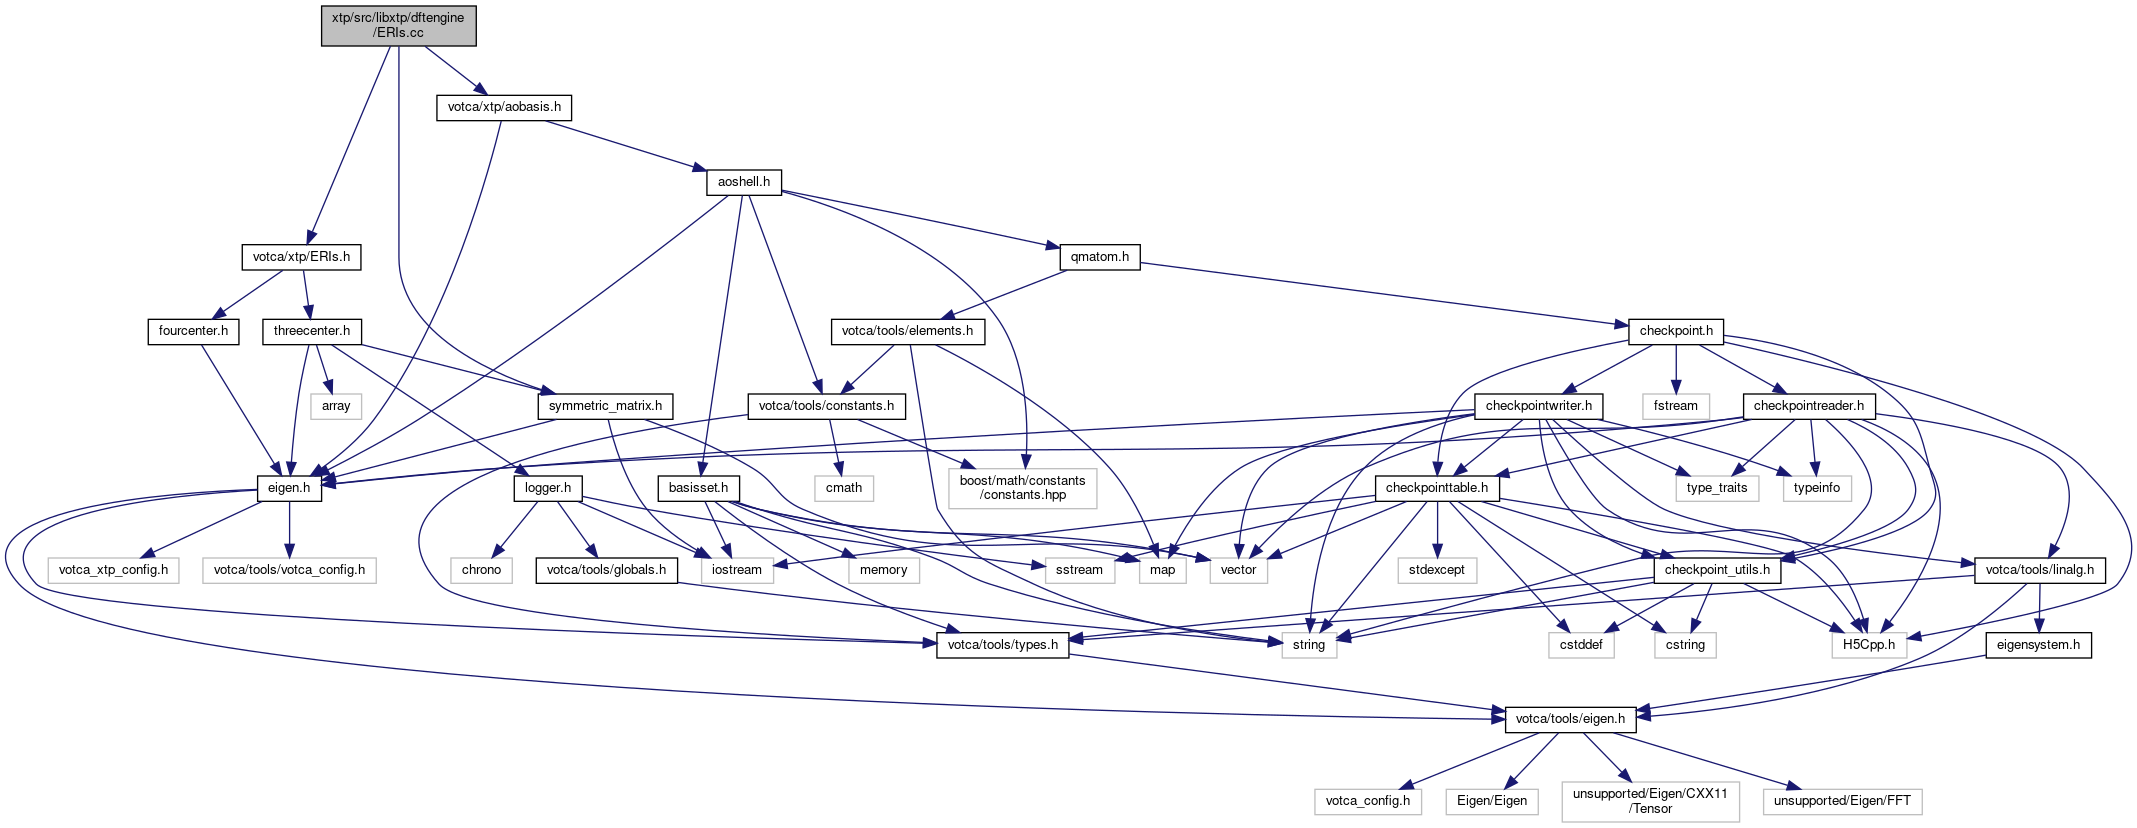 xtp/src/libxtp/dftengine
/ERIs.cc
votca/xtp/aobasis.h
aoshell.h
votca/xtp/ERIs.h
qmatom.h
fourcenter.h
threecenter.h
votca/tools/elements.h
checkpoint.h
array
symmetric_matrix.h
votca/tools/constants.h
checkpointwriter.h
fstream
checkpointreader.h
eigen.h
logger.h
basisset.h
cmath
boost/math/constants
/constants.hpp
checkpointtable.h
type_traits
typeinfo
votca_xtp_config.h
votca/tools/votca_config.h
chrono
votca/tools/globals.h
iostream
memory
sstream
map
vector
stdexcept
checkpoint_utils.h
votca/tools/linalg.h
votca/tools/types.h
string
cstddef
cstring
H5Cpp.h
eigensystem.h
votca/tools/eigen.h
votca_config.h
Eigen/Eigen
unsupported/Eigen/CXX11
/Tensor
unsupported/Eigen/FFT